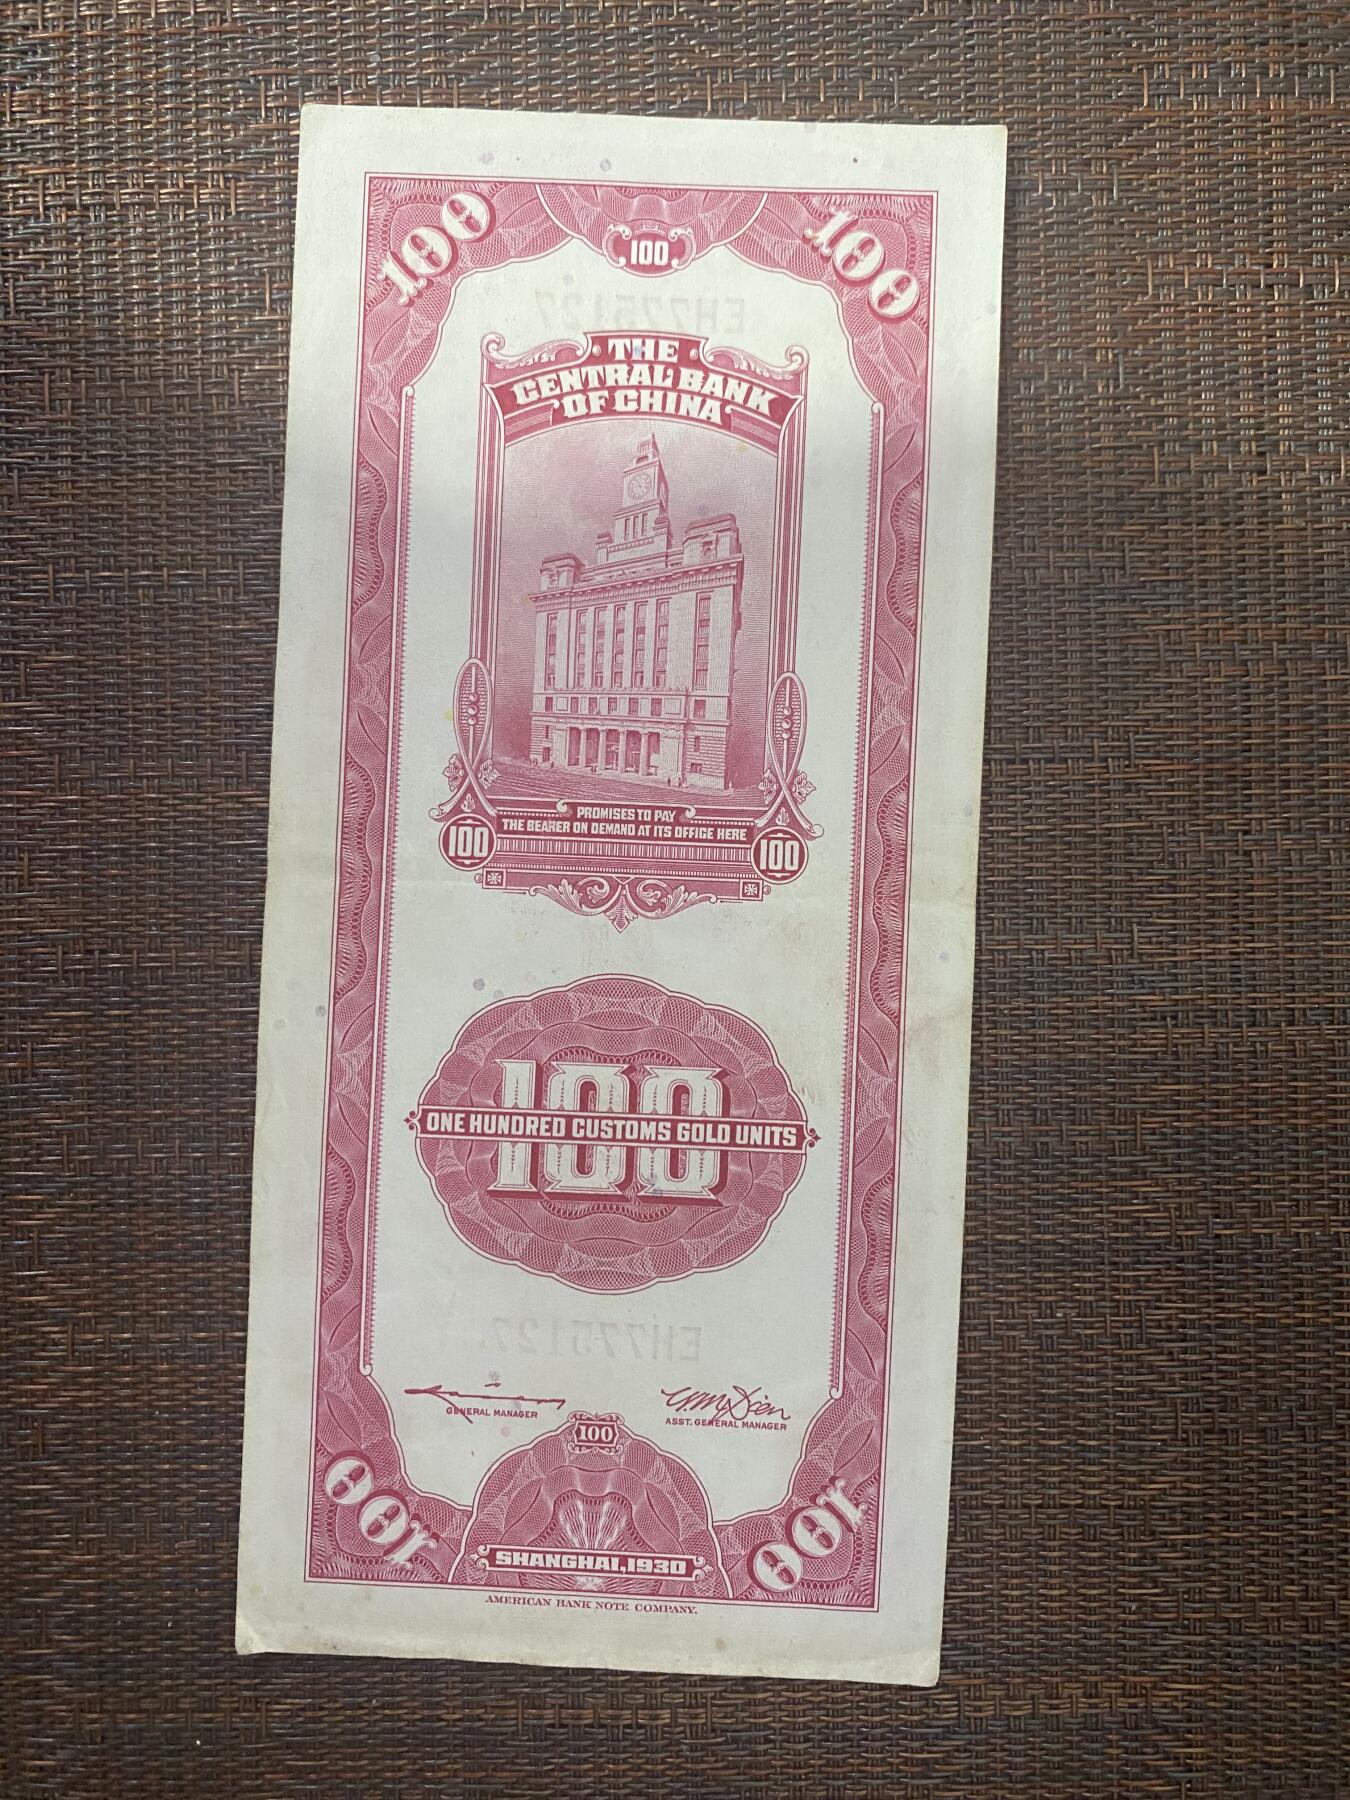 100 100
100
EH775127
THE
CENTRAL BANK
OF CHINA
PROMISES TO PAY
THE BEARER ON DEMAND AT ITS OFFICE HERE
100 100
100
ONE HUNDRED CUSTOMS GOLD UNITS
EH775127
GENERAL MANAGER
ASST. GENERAL MANAGER
100
100 100
SHANGHAI, 1930
AMERICAN BANK NOTE COMPANY.